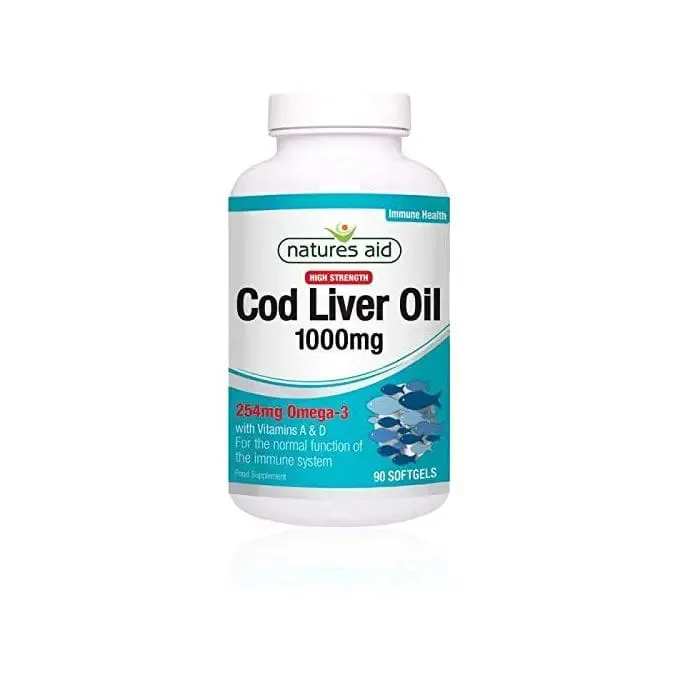 Immune Health
natures aid
HIGH STRENGTH
Cod Liver Oil
1000mg
254mg Omega-3
with Vitamins A & D
For the normal function of
the immune system
Food Supplement
90 SOFTGELS